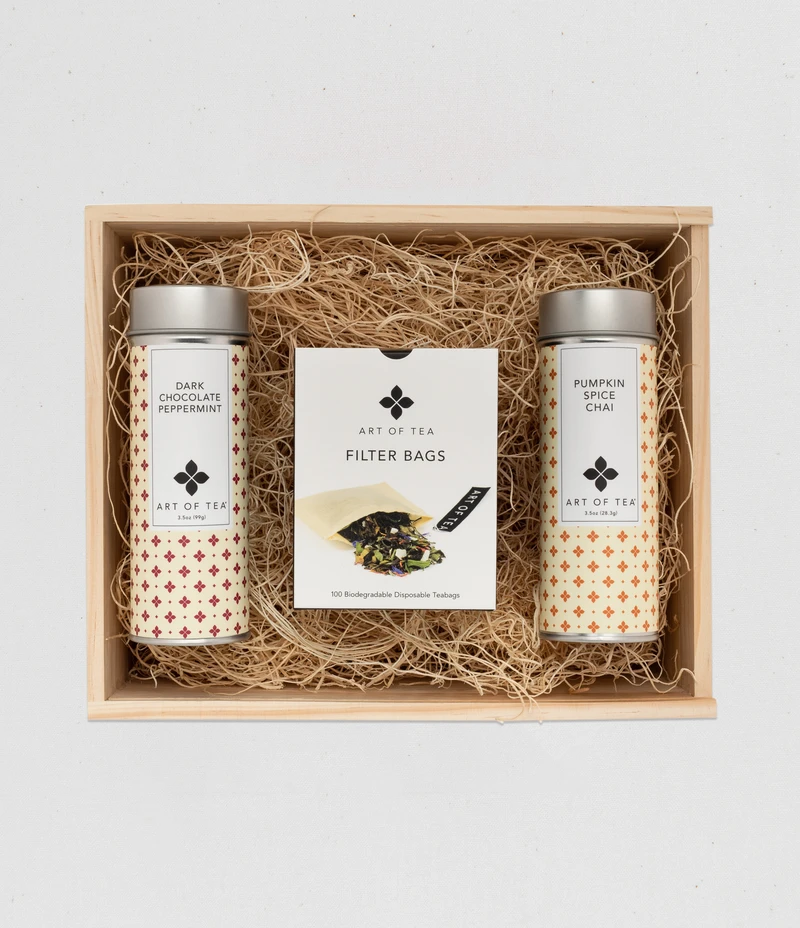 DARK
CHOCOLATE
PEPPERMINT
ART OF TEA
3.5oz (99g)
ART OF TEA
FILTER BAGS
ART OF TEA
100 Biodegradable Disposable Teabags
PUMPKIN
SPICE
CHAI
ART OF TEA
3.5oz (28.3g)